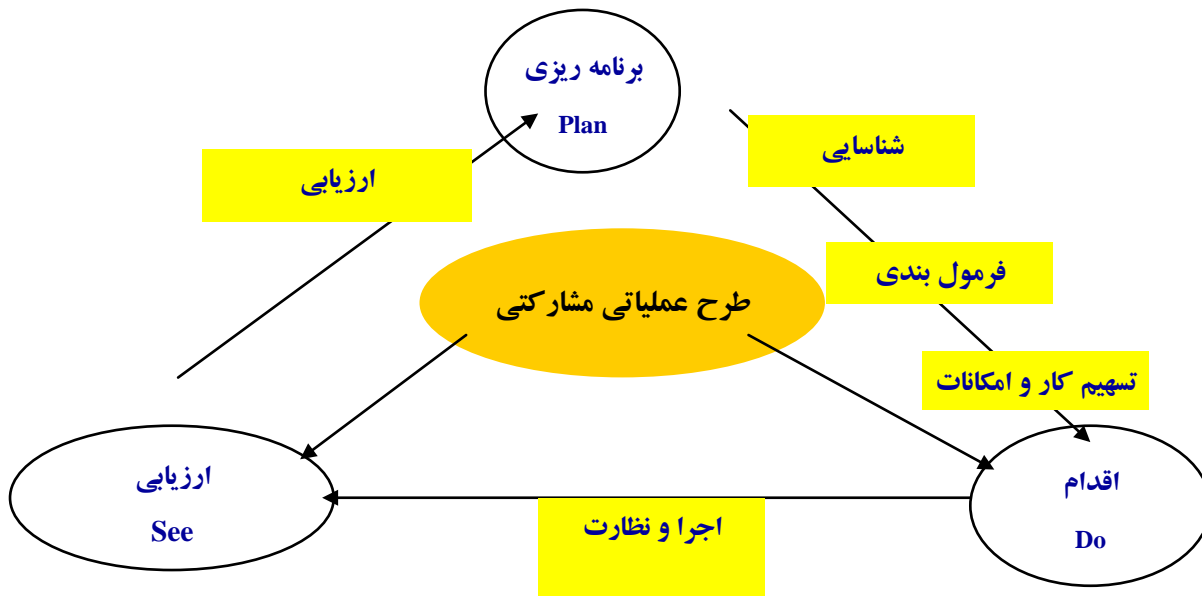 برنامه ریزی
Plan
شناسایی
ارزیابی
فرمول بندی
طرح عملیاتی مشارکتی
تسهیم کار و امکانات
ارزیابی
See
اجرا و نظارت
اقدام
Do